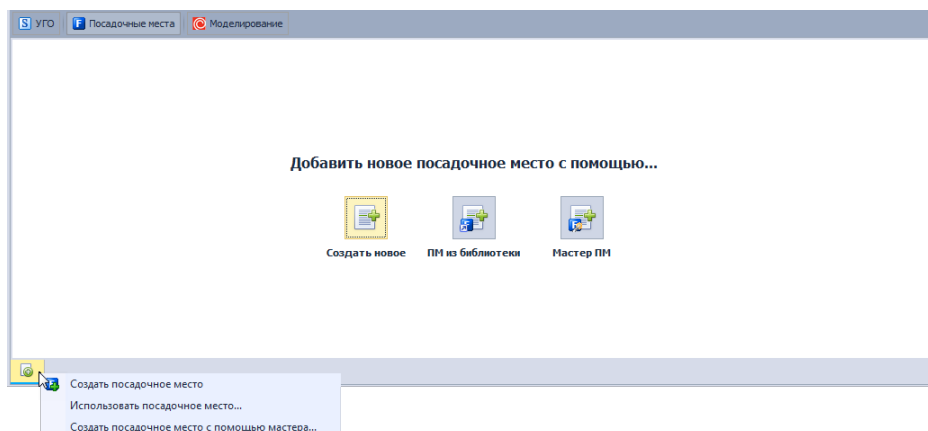 УГО Посадочные места Моделирование
Добавить новое посадочное место с помощью...
Создать новое ПМ из библиотеки Мастер ПМ
Создать посадочное место
Использовать посадочное место...
Создать посадочное место с помощью мастера...